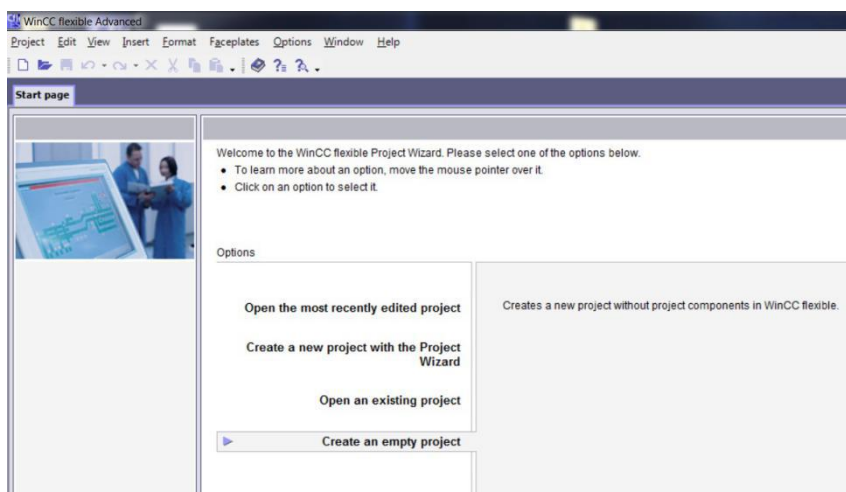 WinCC flexible Advanced
Project Edit View Insert Format Faceplates Options Window Help
Start page
Welcome to the WinCC flexible Project Wizard. Please select one of the options below.
• To learn more about an option, move the mouse pointer over it.
• Click on an option to select it.
Options
Open the most recently edited project
Creates a new project without project components in WinCC flexible.
Create a new project with the Project
Wizard
Open an existing project
Create an empty project